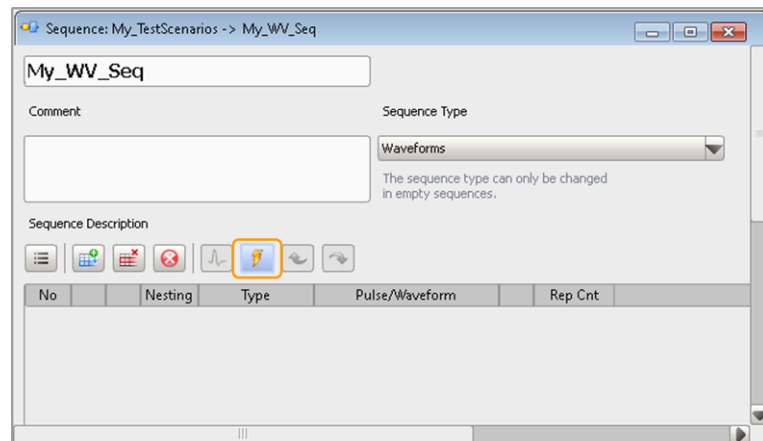 Sequence: My_TestScenarios -> My_WV_Seq
My_WV_Seq
Comment
Sequence Type
Waveforms
The sequence type can only be changed
in empty sequences.
Sequence Description
No Nesting Type Pulse/Waveform Rep Cnt